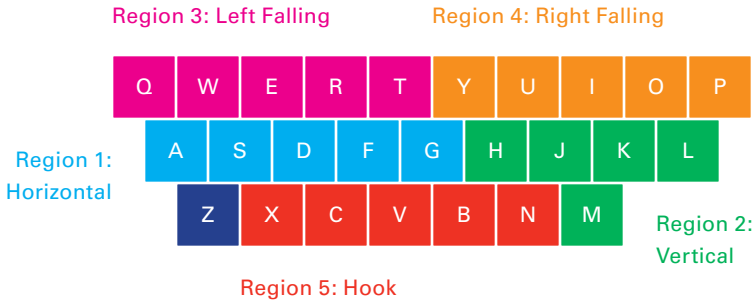 Region 3: Left Falling
Region 4: Right Falling
Q W E R T Y U I O P
Region 1:
Horizontal
A S D F G H J K L
Z X C V B N M
Region 2:
Vertical
Region 5: Hook